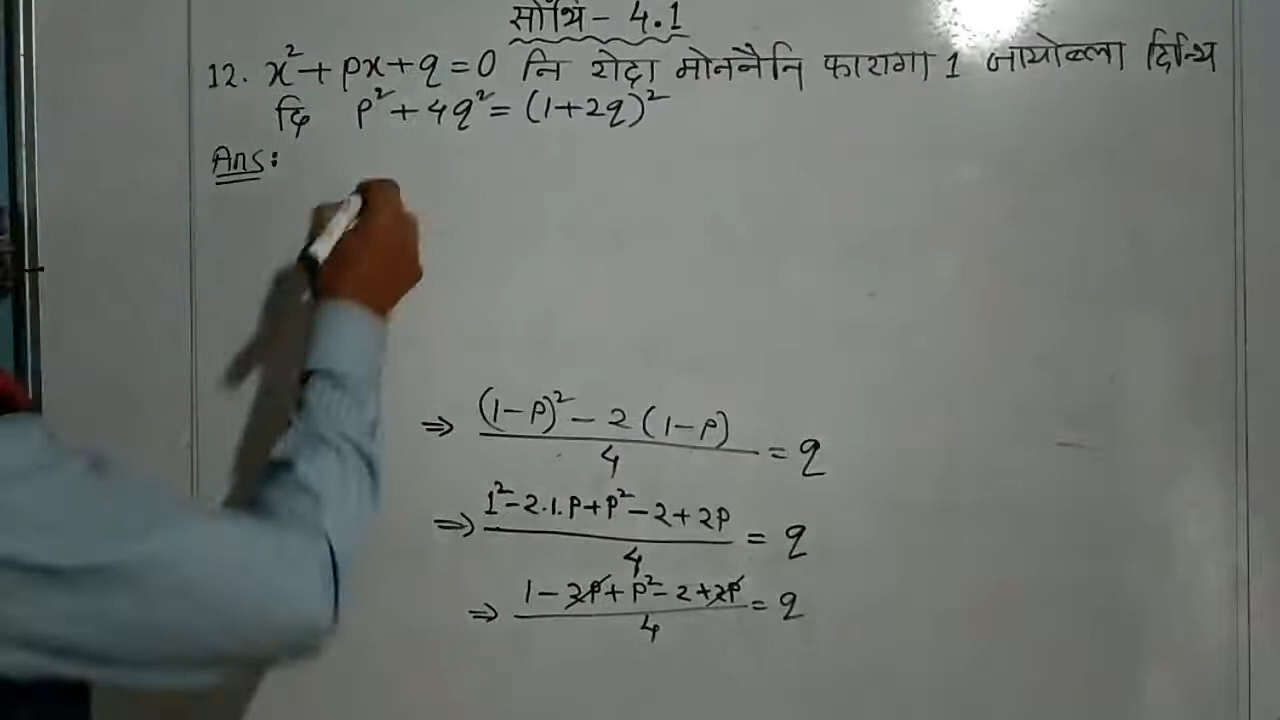 सोंथि - 4.1
12. x² + px + q = 0 नि रोदा मोननैनि फारागा 1 जायोब्ला दिन्थि
दि p² + 4q² = (1+2q)²
Ans:
⇒ ((1-p)² - 2(1-p))/4 = q
⇒ (1² - 2.1.p + p² - 2 + 2p)/4 = q
⇒ (1 - 2p + p² - 2 + 2p)/4 = q